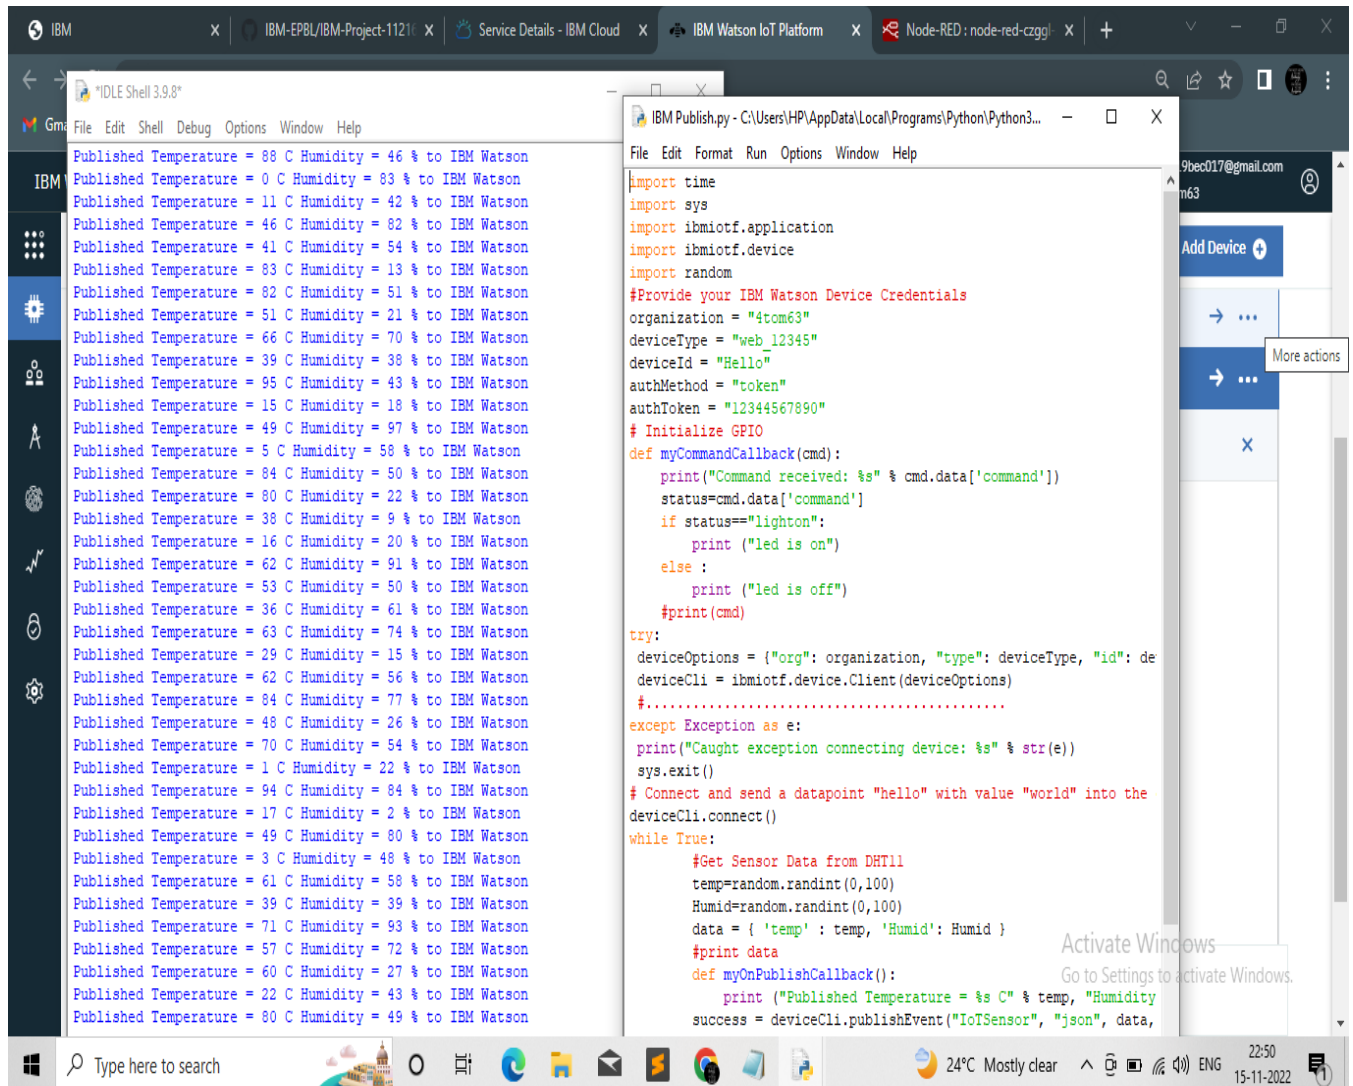 IBM
IBM-EPBL/IBM-Project-1121
Service Details - IBM Cloud
IBM Watson IoT Platform
Node-RED : node-red-czggl
Gma
*IDLE Shell 3.9.8*
File Edit Shell Debug Options Window Help
Published Temperature = 88 C Humidity = 46 % to IBM Watson
Published Temperature = 0 C Humidity = 83 % to IBM Watson
Published Temperature = 11 C Humidity = 42 % to IBM Watson
Published Temperature = 46 C Humidity = 82 % to IBM Watson
Published Temperature = 41 C Humidity = 54 % to IBM Watson
Published Temperature = 83 C Humidity = 13 % to IBM Watson
Published Temperature = 82 C Humidity = 51 % to IBM Watson
Published Temperature = 51 C Humidity = 21 % to IBM Watson
Published Temperature = 66 C Humidity = 70 % to IBM Watson
Published Temperature = 39 C Humidity = 38 % to IBM Watson
Published Temperature = 95 C Humidity = 43 % to IBM Watson
Published Temperature = 15 C Humidity = 18 % to IBM Watson
Published Temperature = 49 C Humidity = 97 % to IBM Watson
Published Temperature = 5 C Humidity = 58 % to IBM Watson
Published Temperature = 84 C Humidity = 50 % to IBM Watson
Published Temperature = 80 C Humidity = 22 % to IBM Watson
Published Temperature = 38 C Humidity = 9 % to IBM Watson
Published Temperature = 16 C Humidity = 20 % to IBM Watson
Published Temperature = 62 C Humidity = 91 % to IBM Watson
Published Temperature = 53 C Humidity = 50 % to IBM Watson
Published Temperature = 36 C Humidity = 61 % to IBM Watson
Published Temperature = 63 C Humidity = 74 % to IBM Watson
Published Temperature = 29 C Humidity = 15 % to IBM Watson
Published Temperature = 62 C Humidity = 56 % to IBM Watson
Published Temperature = 84 C Humidity = 77 % to IBM Watson
Published Temperature = 48 C Humidity = 26 % to IBM Watson
Published Temperature = 70 C Humidity = 54 % to IBM Watson
Published Temperature = 1 C Humidity = 22 % to IBM Watson
Published Temperature = 94 C Humidity = 84 % to IBM Watson
Published Temperature = 17 C Humidity = 2 % to IBM Watson
Published Temperature = 49 C Humidity = 80 % to IBM Watson
Published Temperature = 3 C Humidity = 48 % to IBM Watson
Published Temperature = 61 C Humidity = 58 % to IBM Watson
Published Temperature = 39 C Humidity = 39 % to IBM Watson
Published Temperature = 71 C Humidity = 93 % to IBM Watson
Published Temperature = 57 C Humidity = 72 % to IBM Watson
Published Temperature = 60 C Humidity = 27 % to IBM Watson
Published Temperature = 22 C Humidity = 43 % to IBM Watson
Published Temperature = 80 C Humidity = 49 % to IBM Watson
IBM
IBM Publish.py - C:\Users\HP\AppData\Local\Programs\Python\Python3...
File Edit Format Run Options Window Help
import time
import sys
import ibmiotf.application
import ibmiotf.device
import random
#Provide your IBM Watson Device Credentials
organization = "4tom63"
deviceType = "web_12345"
deviceId = "Hello"
authMethod = "token"
authToken = "12344567890"
# Initialize GPIO
def myCommandCallback(cmd):
    print("Command received: %s" % cmd.data['command'])
    status=cmd.data['command']
    if status=="lighton":
        print ("led is on")
    else :
        print ("led is off")
    #print(cmd)
try:
 deviceOptions = {"org": organization, "type": deviceType, "id": de
 deviceCli = ibmiotf.device.Client(deviceOptions)
 #..............................................
except Exception as e:
 print("Caught exception connecting device: %s" % str(e))
 sys.exit()
# Connect and send a datapoint "hello" with value "world" into the
deviceCli.connect()
while True:
        #Get Sensor Data from DHT11
        temp=random.randint(0,100)
        Humid=random.randint(0,100)
        data = { 'temp' : temp, 'Humid': Humid }
        #print data
        def myOnPublishCallback():
            print ("Published Temperature = %s C" % temp, "Humidity
        success = deviceCli.publishEvent("IoTSensor", "json", data,
9bec017@gmail.com
m63
Add Device
More actions
Activate Windows
Go to Settings to activate Windows.
Type here to search
24°C Mostly clear
ENG
22:50
15-11-2022
1